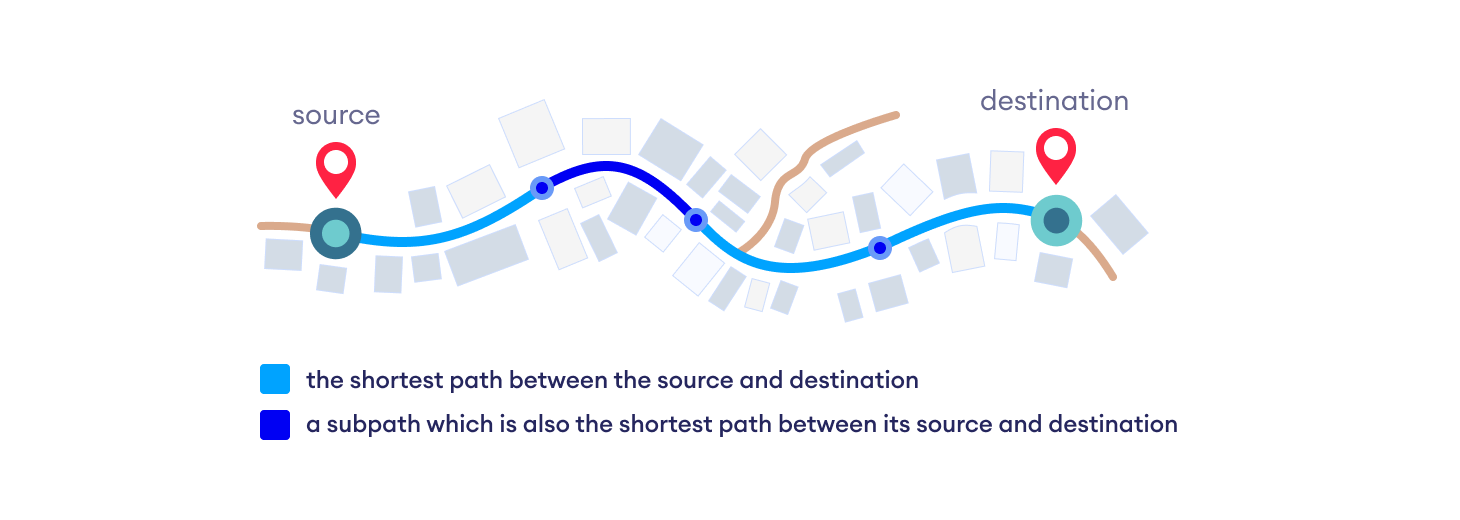 source
destination
the shortest path between the source and destination
a subpath which is also the shortest path between its source and destination